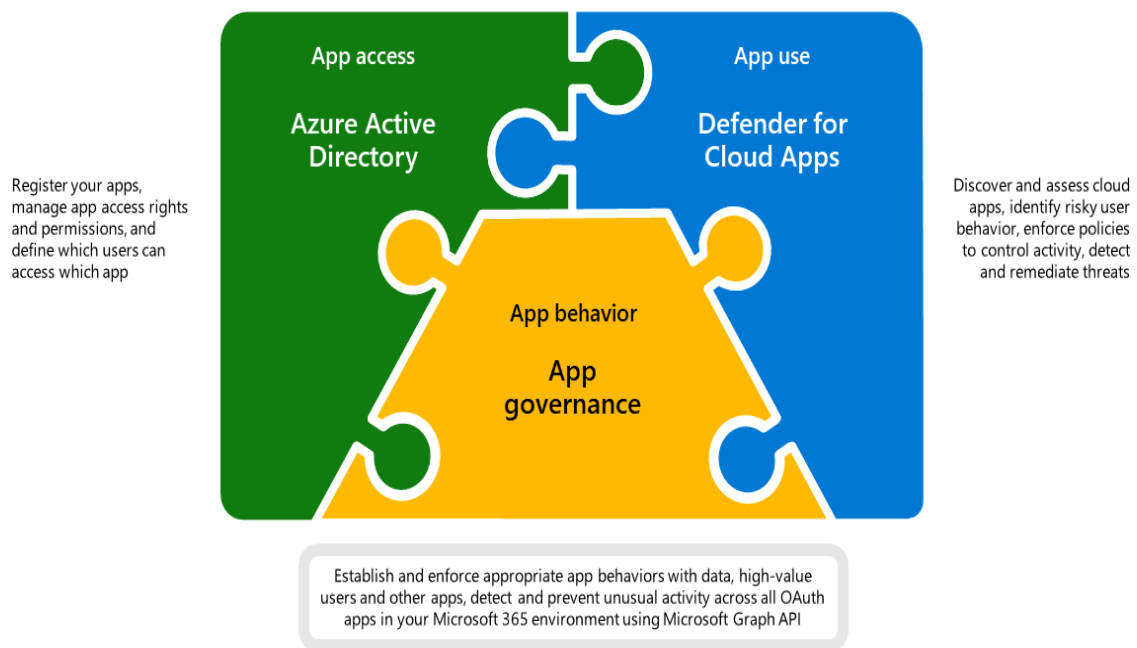 App access
Azure Active
Directory
App use
Defender for
Cloud Apps
Register your apps,
manage app access rights
and permissions, and
define which users can
access which app
Discover and assess cloud
apps, identify risky user
behavior, enforce policies
to control activity, detect
and remediate threats
App behavior
App
governance
Establish and enforce appropriate app behaviors with data, high-value
users and other apps, detect and prevent unusual activity across all OAuth
apps in your Microsoft 365 environment using Microsoft Graph API